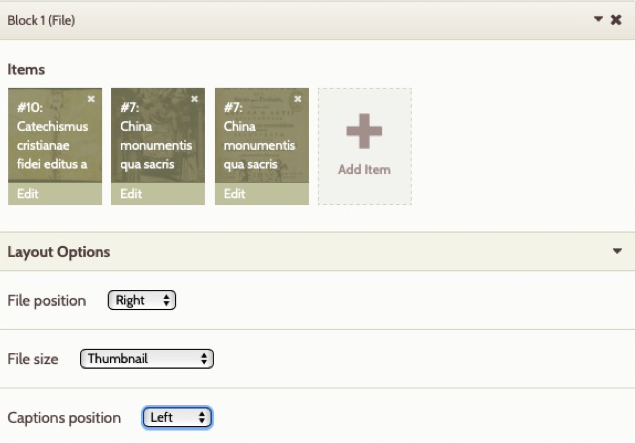 Block 1 (File)
Items
#10:
Catechismus
cristianae
fidei editus a
Edit
#7:
China
monumentis
qua sacris
Edit
#7:
China
monumentis
qua sacris
Edit
Add Item
Layout Options
File position Right
File size Thumbnail
Captions position Left